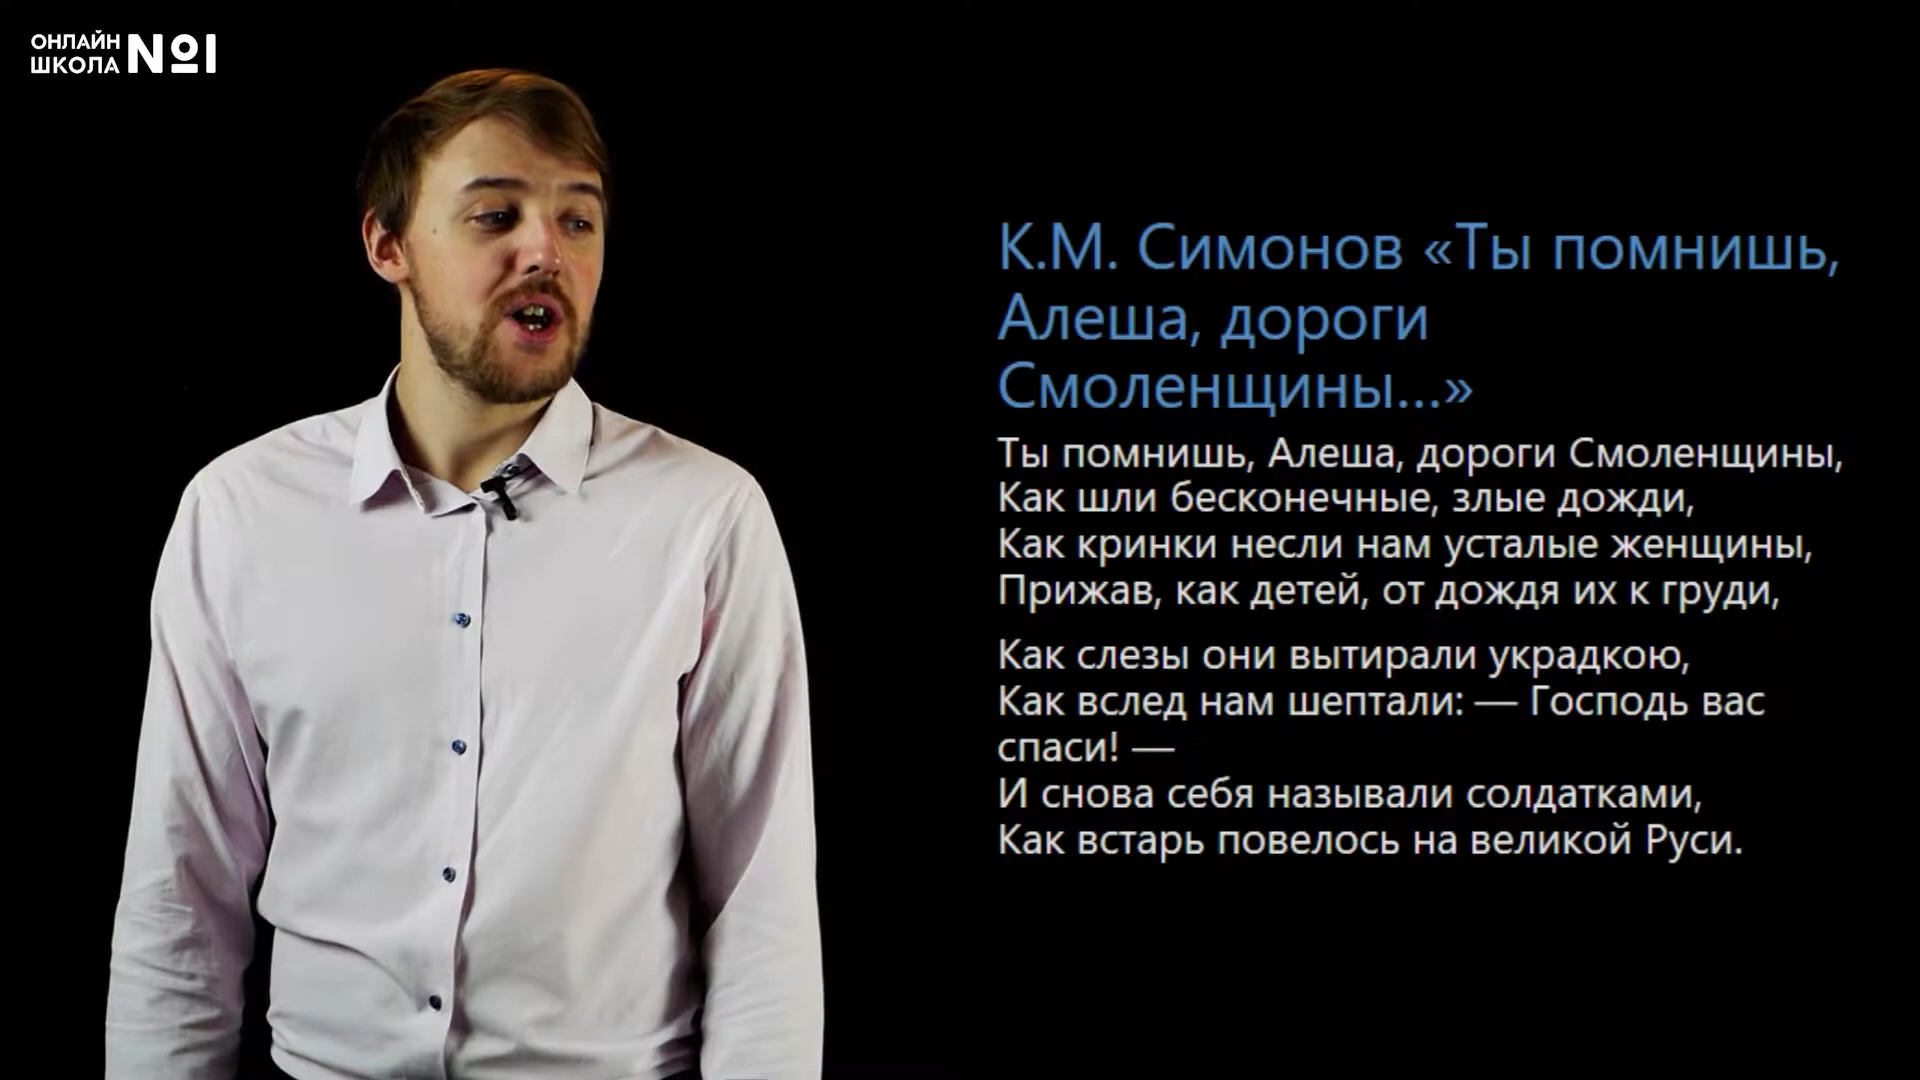 ОНЛАЙН
ШКОЛА №1
К.М. Симонов «Ты помнишь,
Алеша, дороги
Смоленщины...»
Ты помнишь, Алеша, дороги Смоленщины,
Как шли бесконечные, злые дожди,
Как кринки несли нам усталые женщины,
Прижав, как детей, от дождя их к груди,
Как слезы они вытирали украдкою,
Как вслед нам шептали: — Господь вас
спаси! —
И снова себя называли солдатками,
Как встарь повелось на великой Руси.